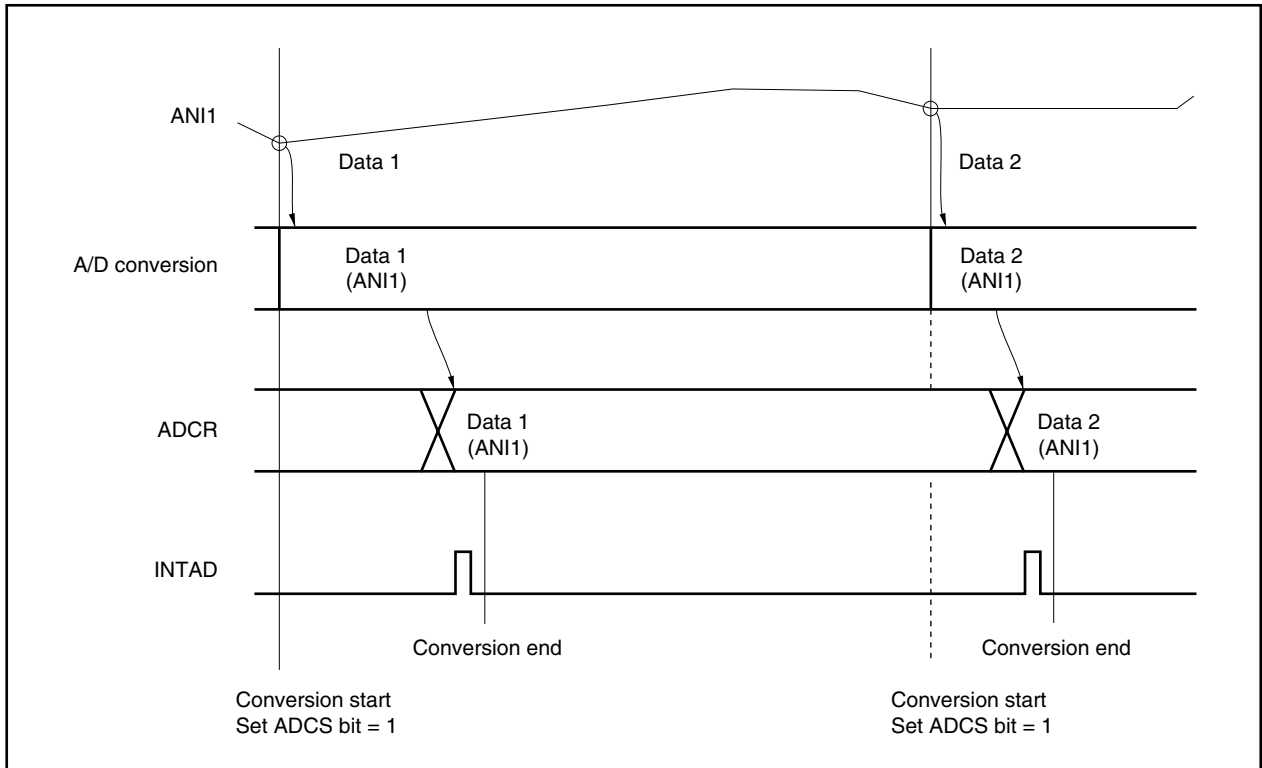 ANI1
Data 1
Data 2
A/D conversion
Data 1
(ANI1)
Data 2
(ANI1)
ADCR
Data 1
(ANI1)
Data 2
(ANI1)
INTAD
Conversion end
Conversion end
Conversion start
Set ADCS bit = 1
Conversion start
Set ADCS bit = 1